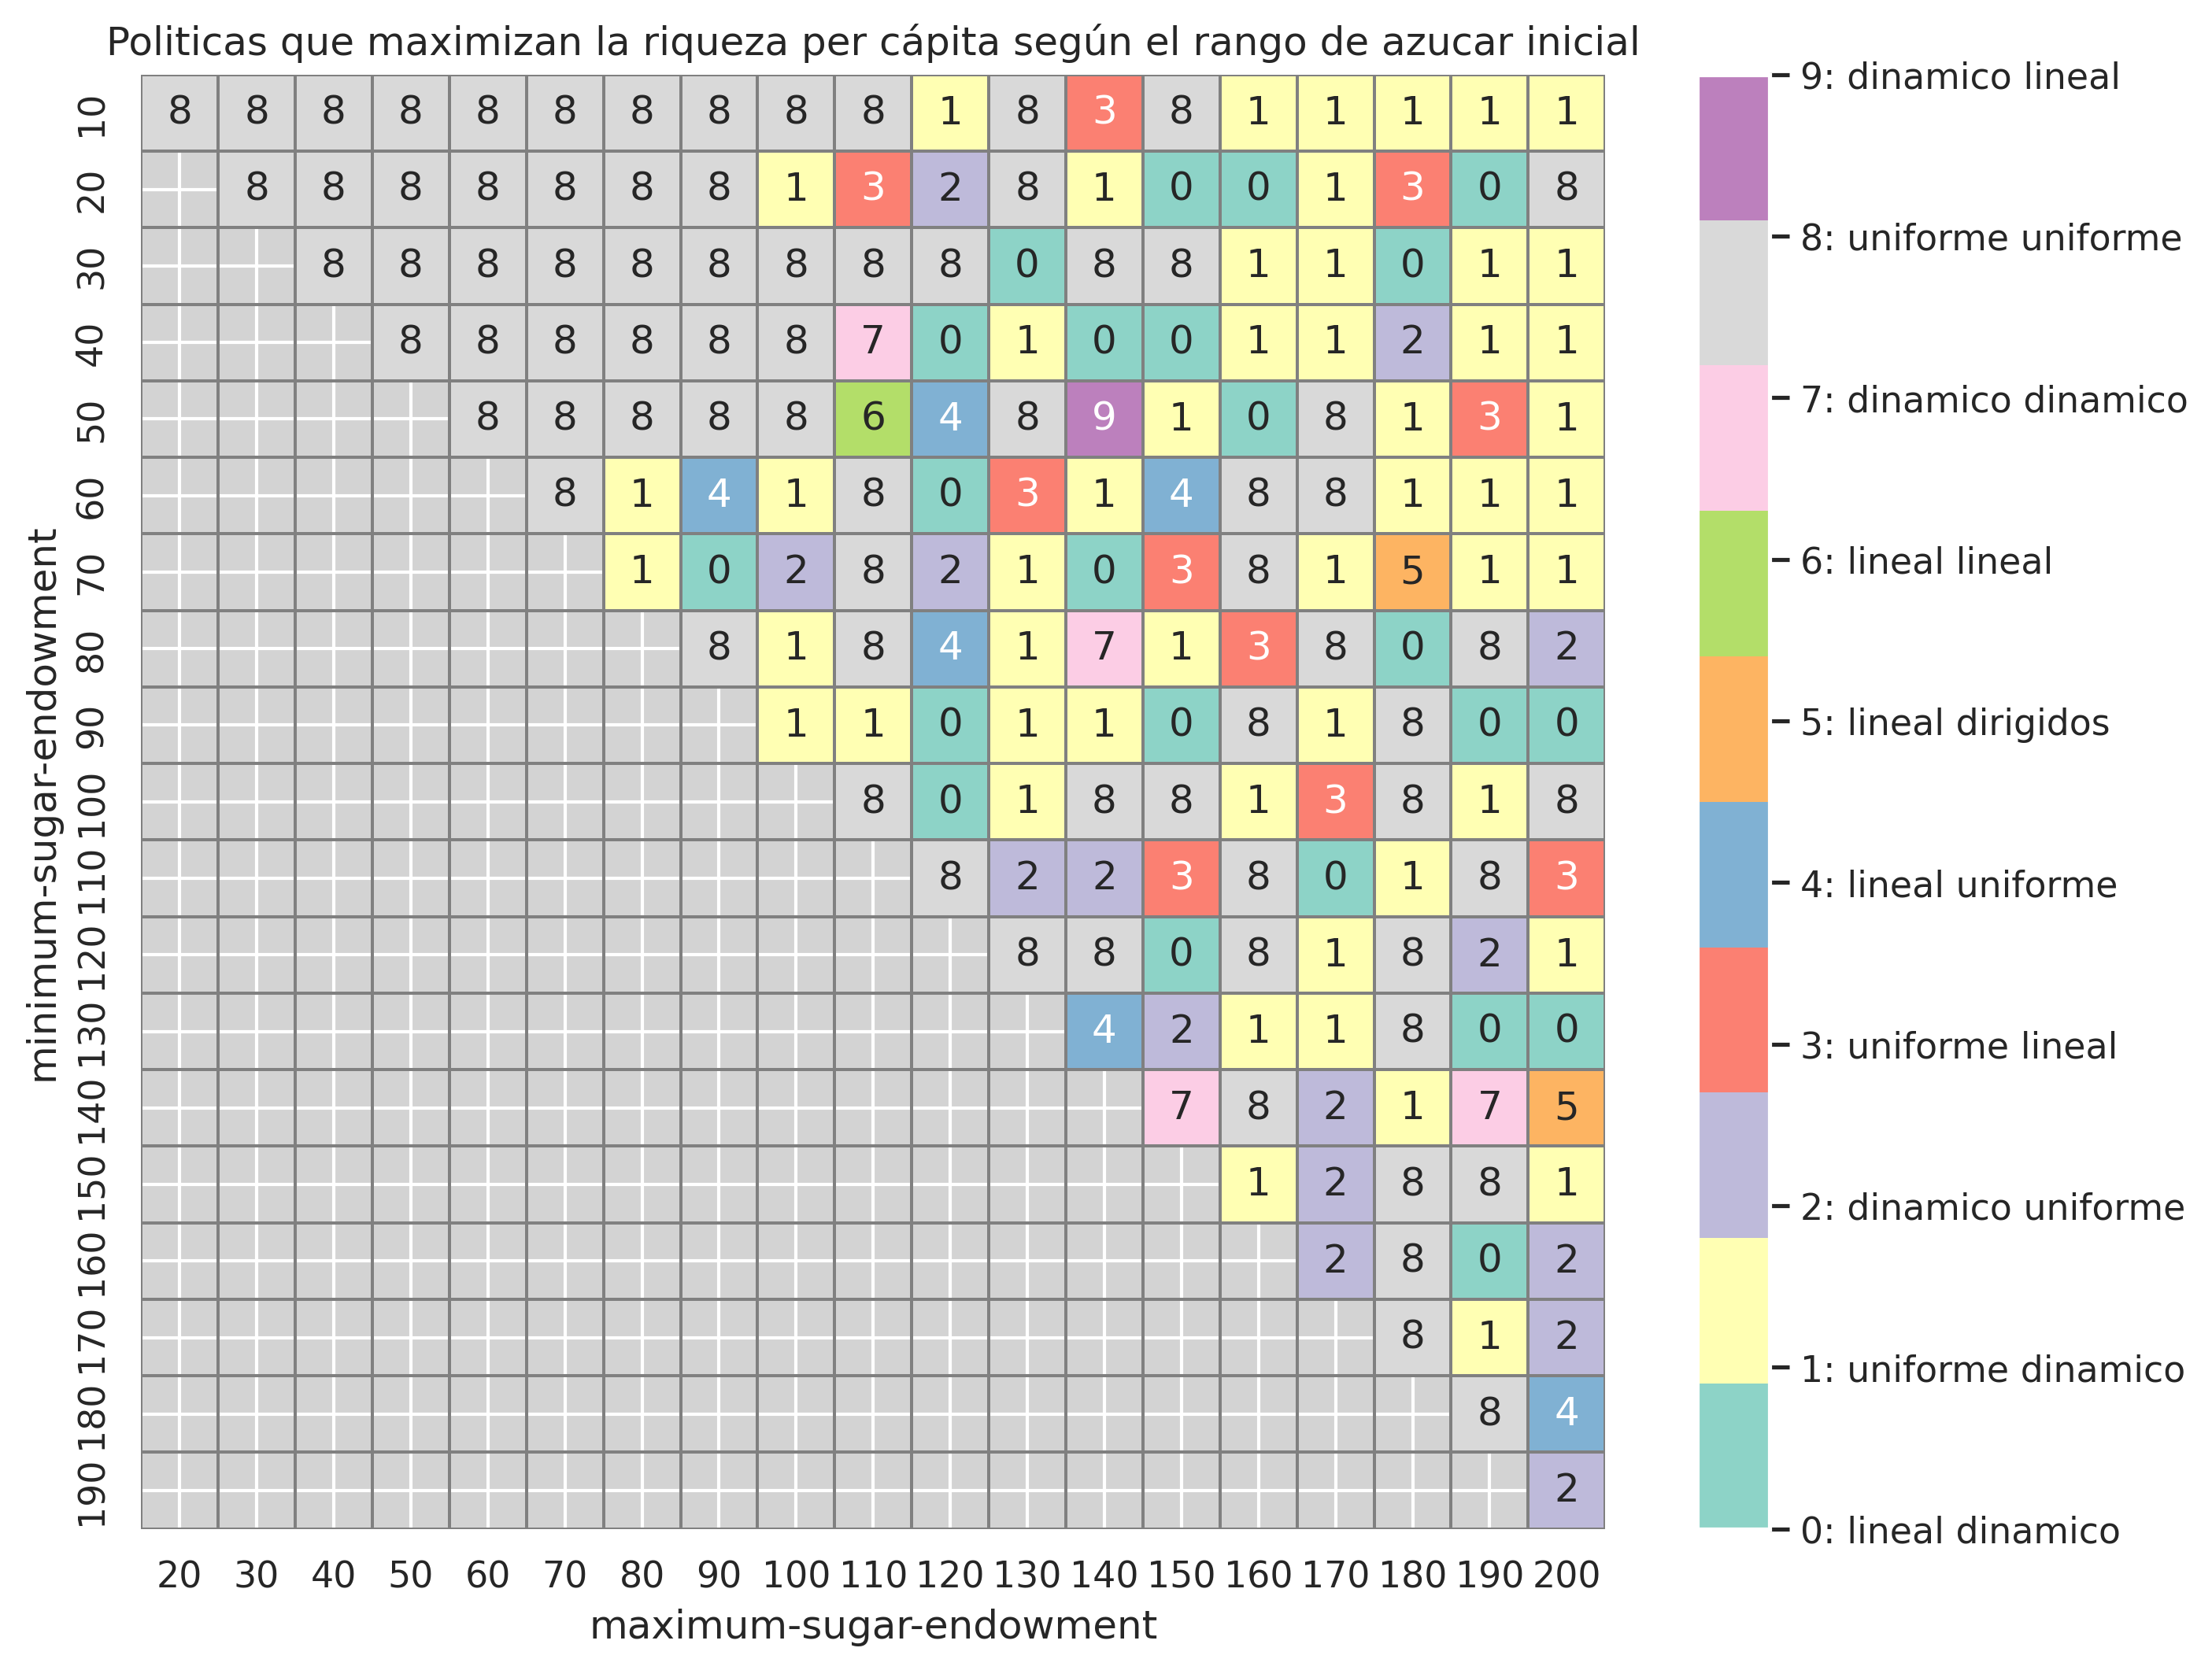 Politicas que maximizan la riqueza per cápita según el rango de azucar inicial
minimum-sugar-endowment
10 8 8 8 8 8 8 8 8 8 8 1 8 3 8 1 1 1 1 1
20 8 8 8 8 8 8 8 1 3 2 8 1 0 0 1 3 0 8
30 8 8 8 8 8 8 8 8 8 0 8 8 1 1 0 1 1
40 8 8 8 8 8 8 7 0 1 0 0 1 1 2 1 1
50 8 8 8 8 8 6 4 8 9 1 0 8 1 3 1
60 8 1 4 1 8 0 3 1 4 8 8 1 1 1
70 1 0 2 8 2 1 0 3 8 1 5 1 1
80 8 1 8 4 1 7 1 3 8 0 8 2
90 1 1 0 1 1 0 8 1 8 0 0
100 8 0 1 8 8 1 3 8 1 8
110 8 2 2 3 8 0 1 8 3
120 8 8 0 8 1 8 2 1
130 4 2 1 1 8 0 0
140 7 8 2 1 7 5
150 1 2 8 8 1
160 2 8 0 2
170 8 1 2
180 8 4
190 2
20 30 40 50 60 70 80 90 100 110 120 130 140 150 160 170 180 190 200
maximum-sugar-endowment
9: dinamico lineal
8: uniforme uniforme
7: dinamico dinamico
6: lineal lineal
5: lineal dirigidos
4: lineal uniforme
3: uniforme lineal
2: dinamico uniforme
1: uniforme dinamico
0: lineal dinamico